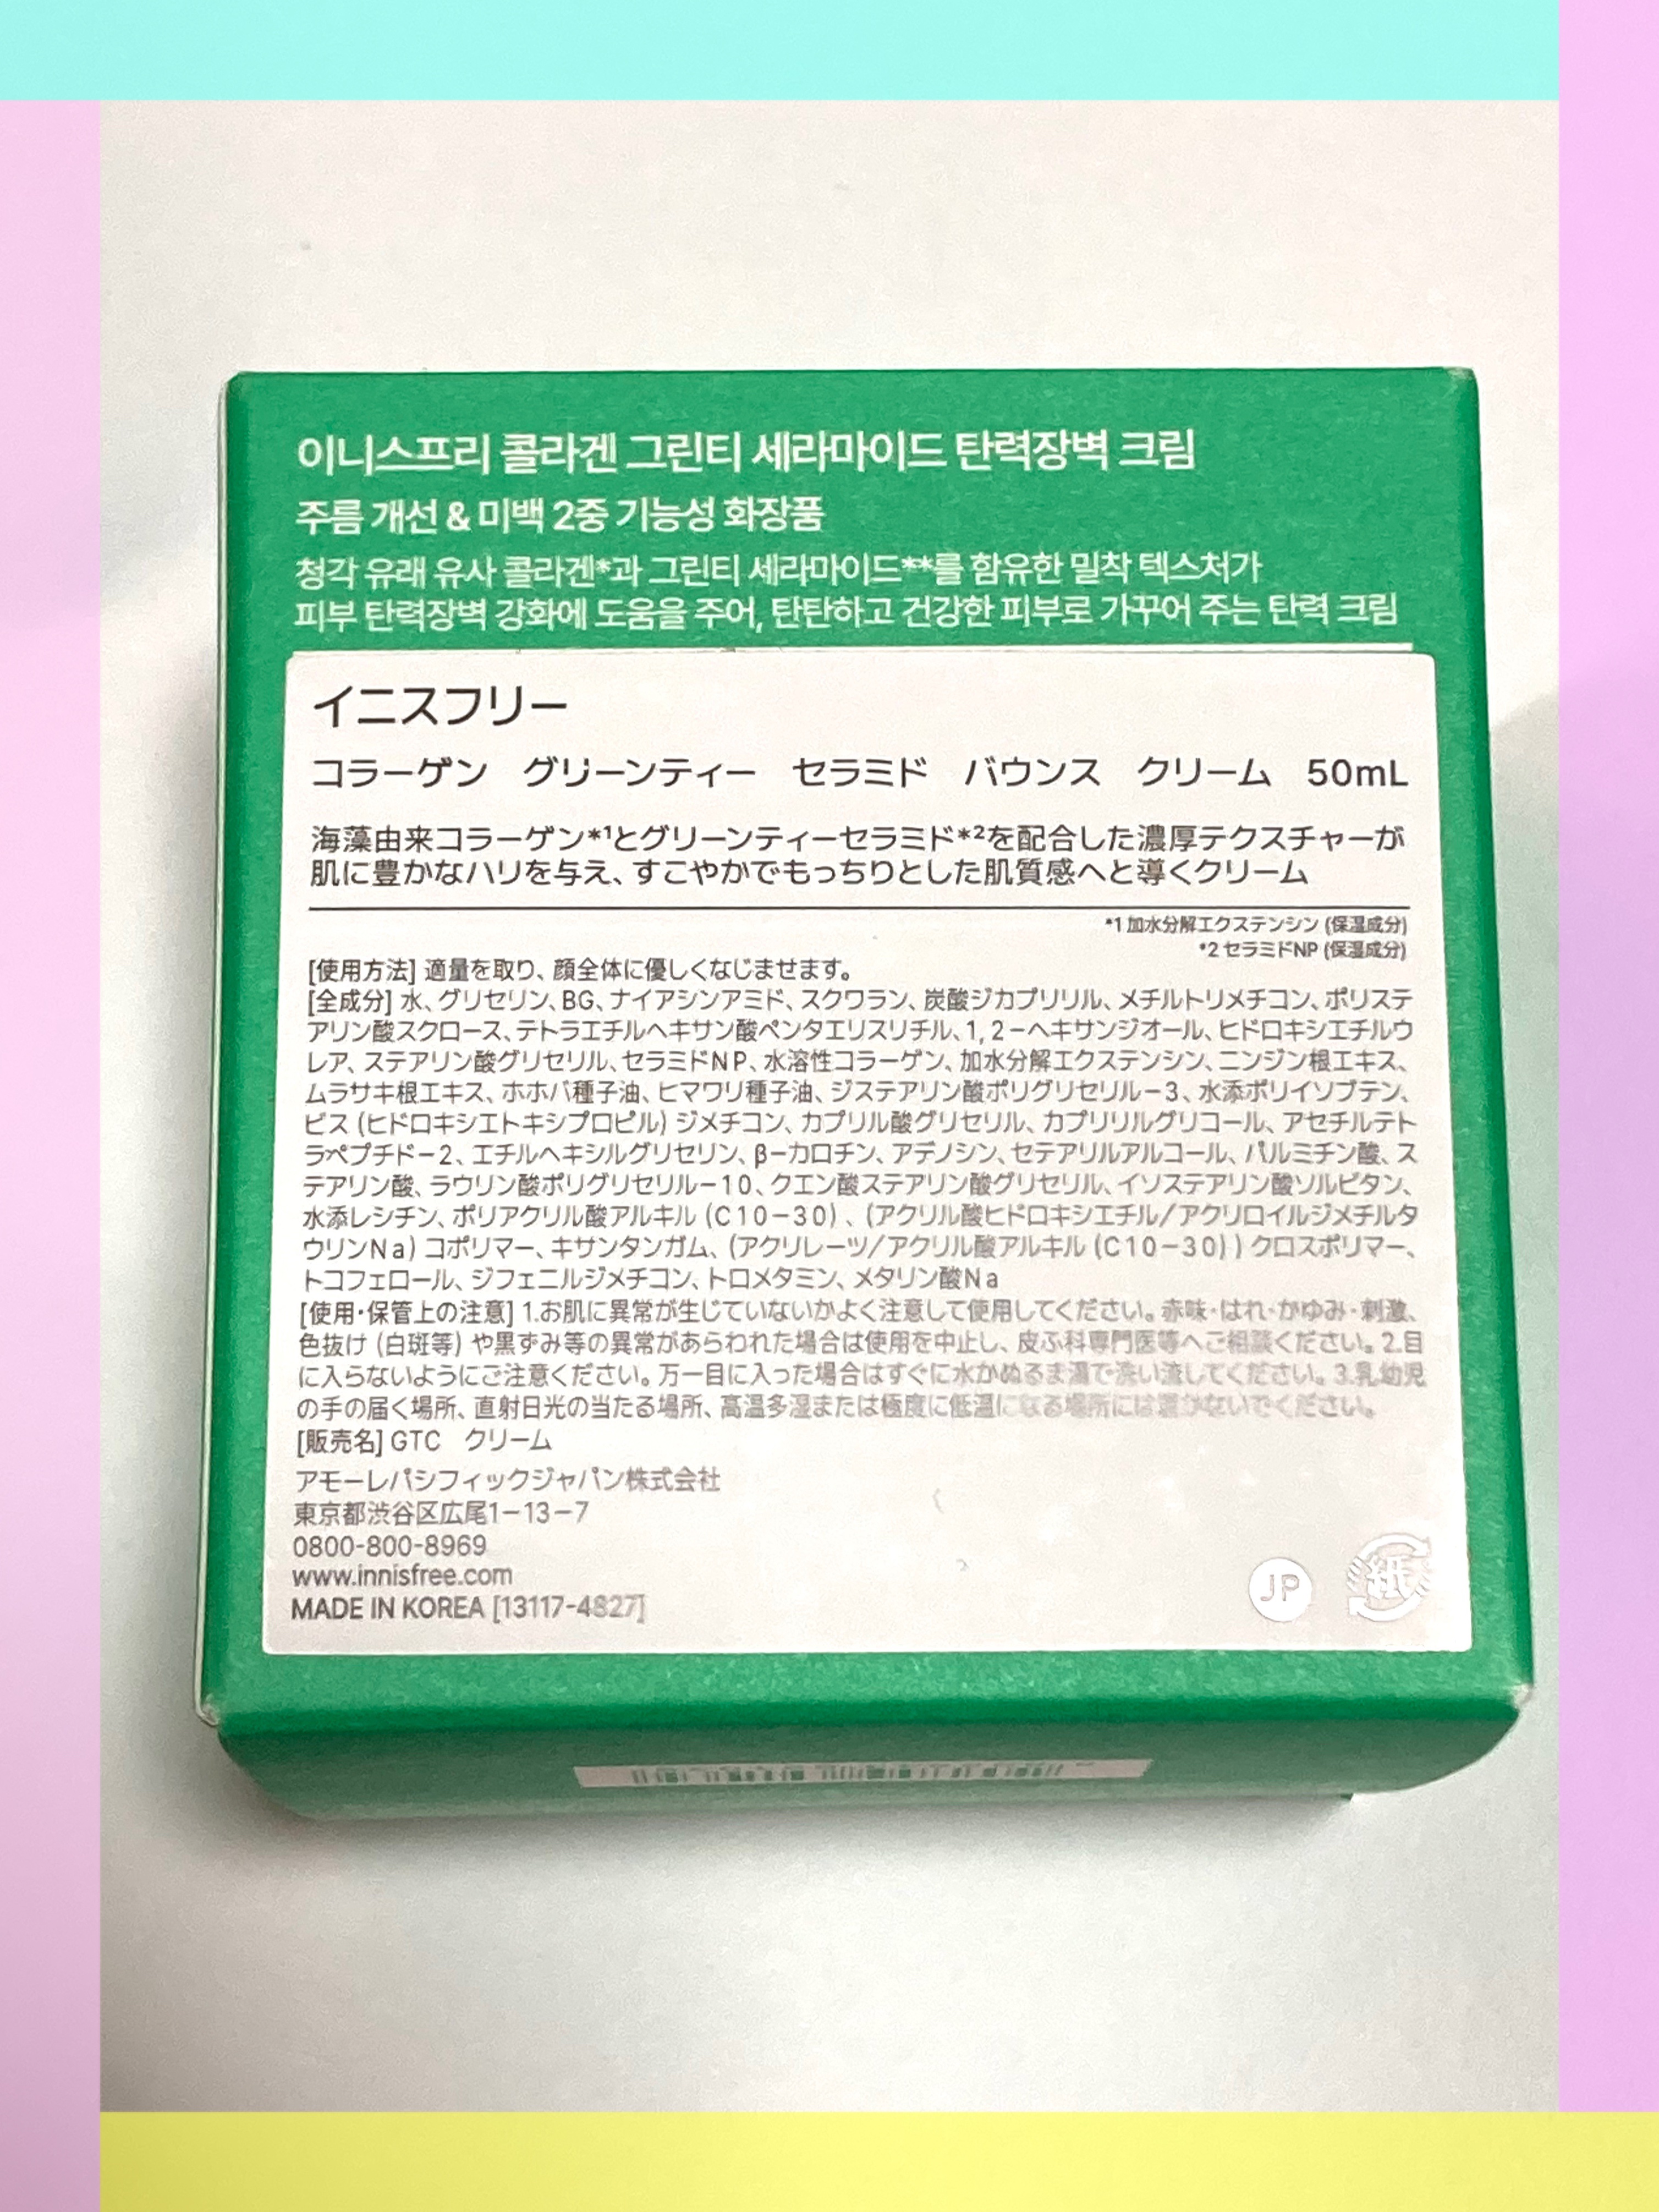 이니스프리 콜라겐 그린티 세라마이드 탄력장벽 크림
주름 개선 & 미백 2중 기능성 화장품
청각 유래 유사 콜라겐*과 그린티 세라마이드**를 함유한 밀착 텍스처가
피부 탄력장벽 강화에 도움을 주어, 탄탄하고 건강한 피부로 가꾸어 주는 탄력 크림
イニスフリー
コラーゲン グリーンティー セラミド バウンス クリーム 50mL
海藻由来コラーゲン*¹とグリーンティーセラミド*²を配合した濃厚テクスチャーが
肌に豊かなハリを与え、すこやかでもっちりとした肌質感へと導くクリーム
*1 加水分解エクステンシン (保湿成分)
*2 セラミドNP (保湿成分)
[使用方法] 適量を取り、顔全体に優しくなじませます。
[全成分] 水、グリセリン、BG、ナイアシンアミド、スクワラン、炭酸ジカプリリル、メチルトリメチコン、ポリステ
アリン酸スクロース、テトラエチルヘキサン酸ペンタエリスリチル、1, 2－ヘキサンジオール、ヒドロキシエチルウ
レア、ステアリン酸グリセリル、セラミドNP、水溶性コラーゲン、加水分解エクステンシン、ニンジン根エキス、
ムラサキ根エキス、ホホバ種子油、ヒマワリ種子油、ジステアリン酸ポリグリセリル－3、水添ポリイソブテン、
ビス (ヒドロキシエトキシプロピル) ジメチコン、カプリル酸グリセリル、カプリリルグリコール、アセチルテト
ラペプチド－2、エチルヘキシルグリセリン、β－カロチン、アデノシン、セテアリルアルコール、パルミチン酸、ス
テアリン酸、ラウリン酸ポリグリセリル－10、クエン酸ステアリン酸グリセリル、イソステアリン酸ソルビタン、
水添レシチン、ポリアクリル酸アルキル (C10－30) 、(アクリル酸ヒドロキシエチル/アクリロイルジメチルタ
ウリンNa) コポリマー、キサンタンガム、(アクリレーツ/アクリル酸アルキル (C10－30) ) クロスポリマー、
トコフェロール、ジフェニルジメチコン、トロメタミン、メタリン酸Na
[使用・保管上の注意] 1.お肌に異常が生じていないかよく注意して使用してください。赤味・はれ・かゆみ・刺激、
色抜け (白斑等) や黒ずみ等の異常があらわれた場合は使用を中止し、皮ふ科専門医等へご相談ください。2.目
に入らないようにご注意ください。万一目に入った場合はすぐに水かぬるま湯で洗い流してください。3.乳幼児
の手の届く場所、直射日光の当たる場所、高温多湿または極度に低温になる場所には置かないでください。
[販売名] GTC クリーム
アモーレパシフィックジャパン株式会社
東京都渋谷区広尾1－13－7
0800-800-8969
www.innisfree.com
MADE IN KOREA [13117-4827]
JP
紙